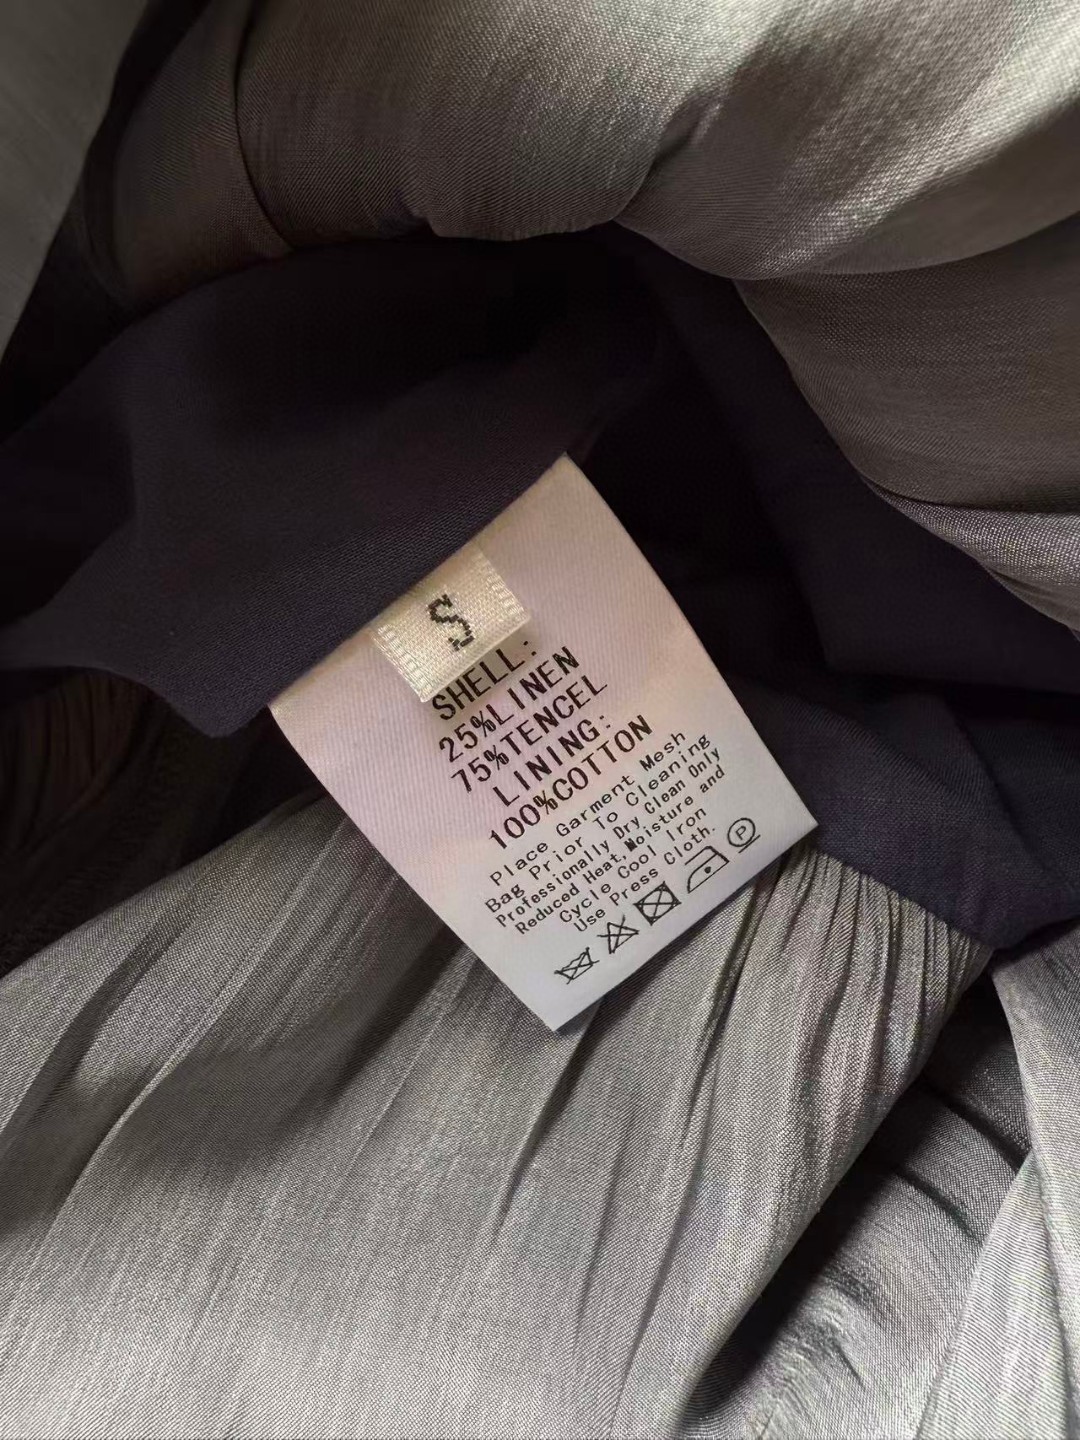 S
SHELL:
25%LINEN
75%TENCEL
LINING:
100%COTTON
Place Garment Mesh
Bag Prior To Cleaning
Professionally Dry Clean Only
Reduced Heat,Moisture and
Cycle Cool Iron
Use Press Cloth.
P